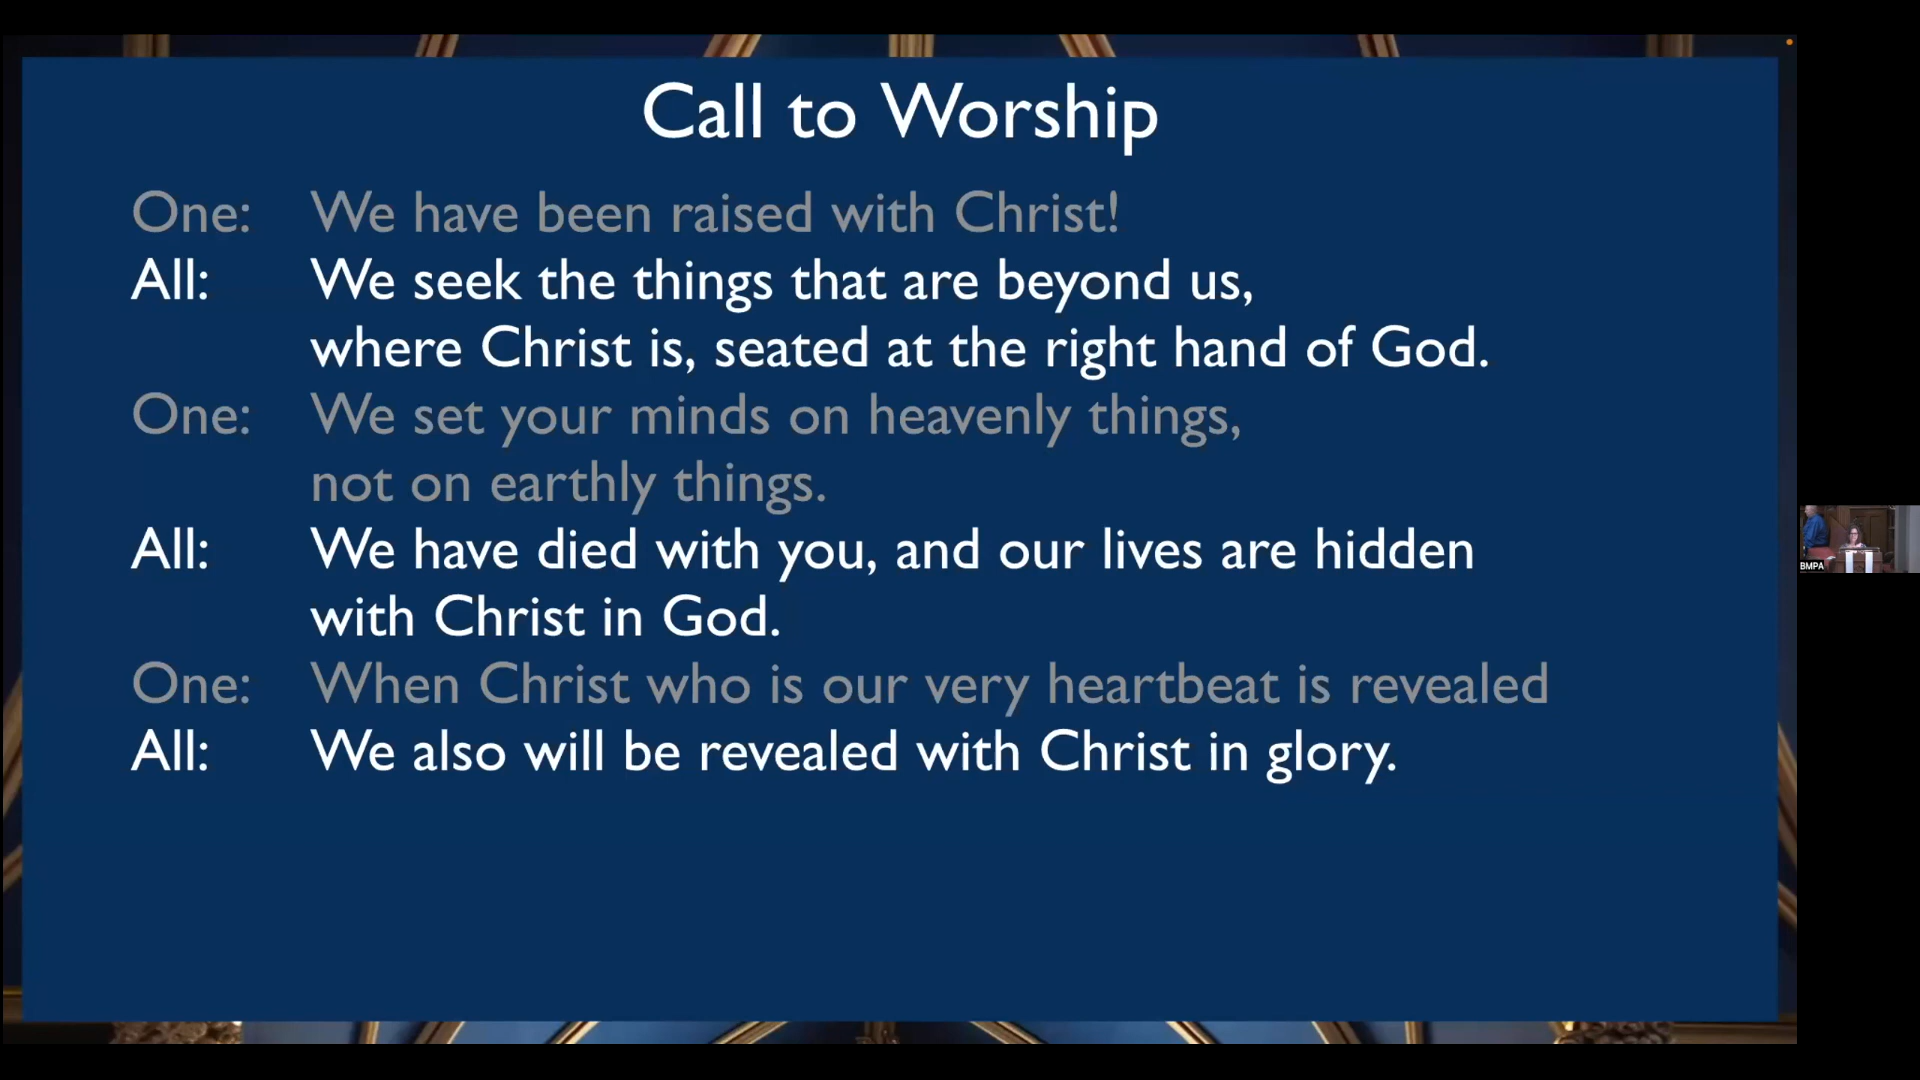 Call to Worship
One: We have been raised with Christ!
All: We seek the things that are beyond us,
where Christ is, seated at the right hand of God.
One: We set your minds on heavenly things,
not on earthly things.
All: We have died with you, and our lives are hidden
with Christ in God.
One: When Christ who is our very heartbeat is revealed
All: We also will be revealed with Christ in glory.
BMPA